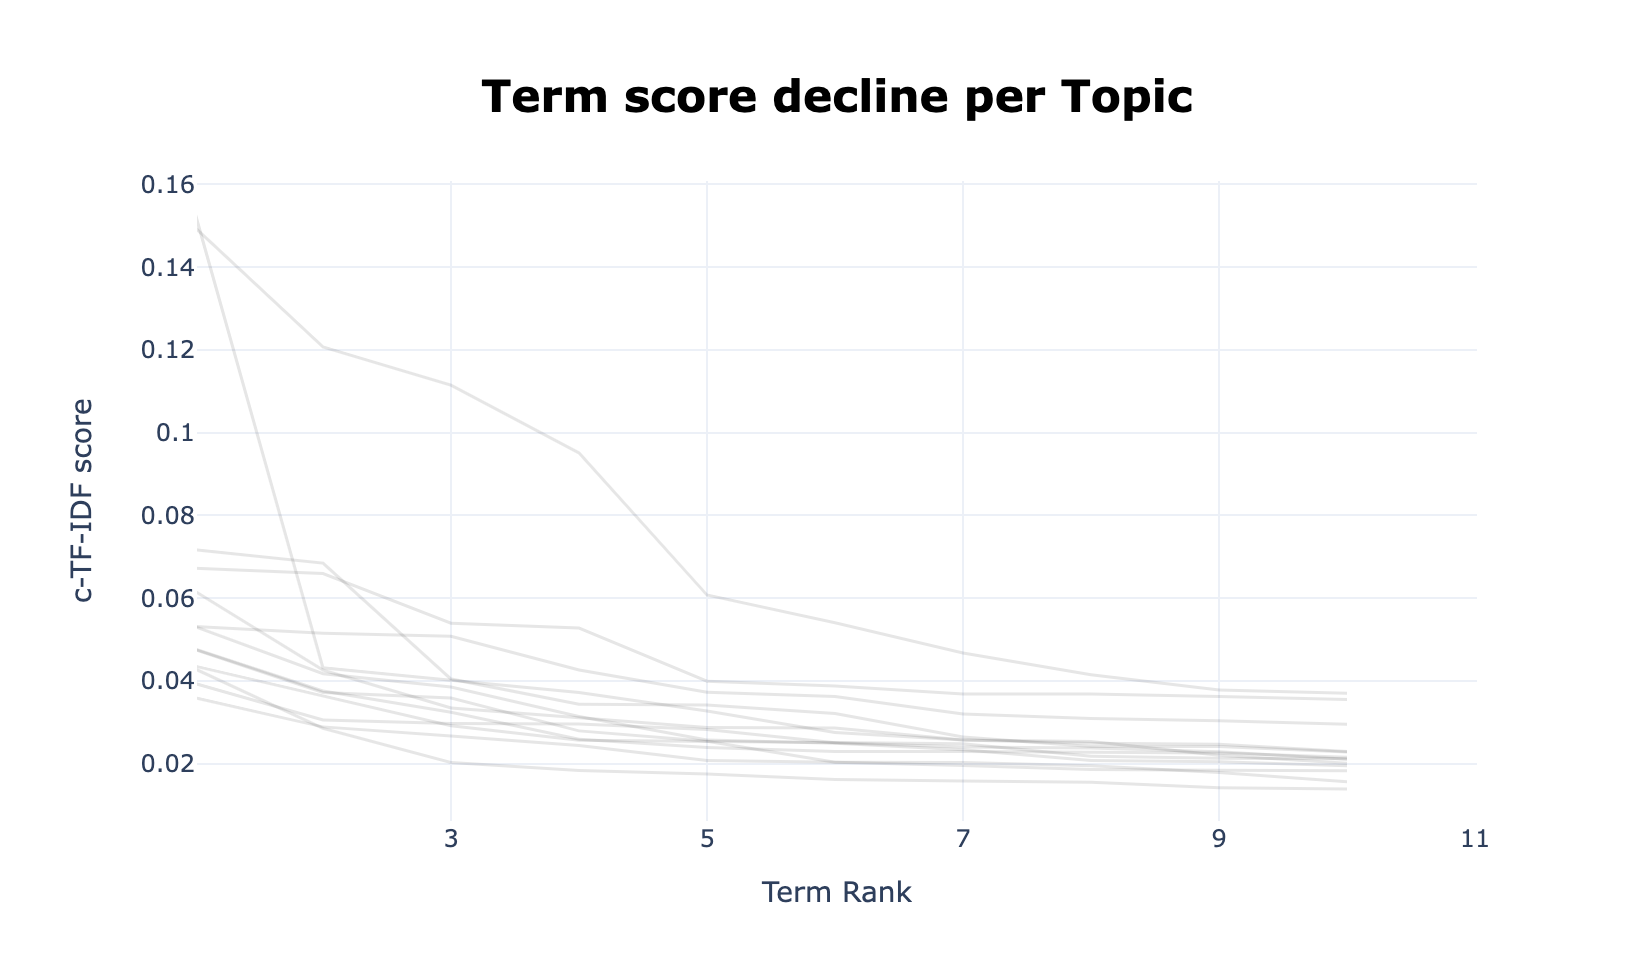 Term score decline per Topic
0.16
0.14
0.12
0.1
0.08
0.06
0.04
0.02
c-TF-IDF score
3 5 7 9 11
Term Rank